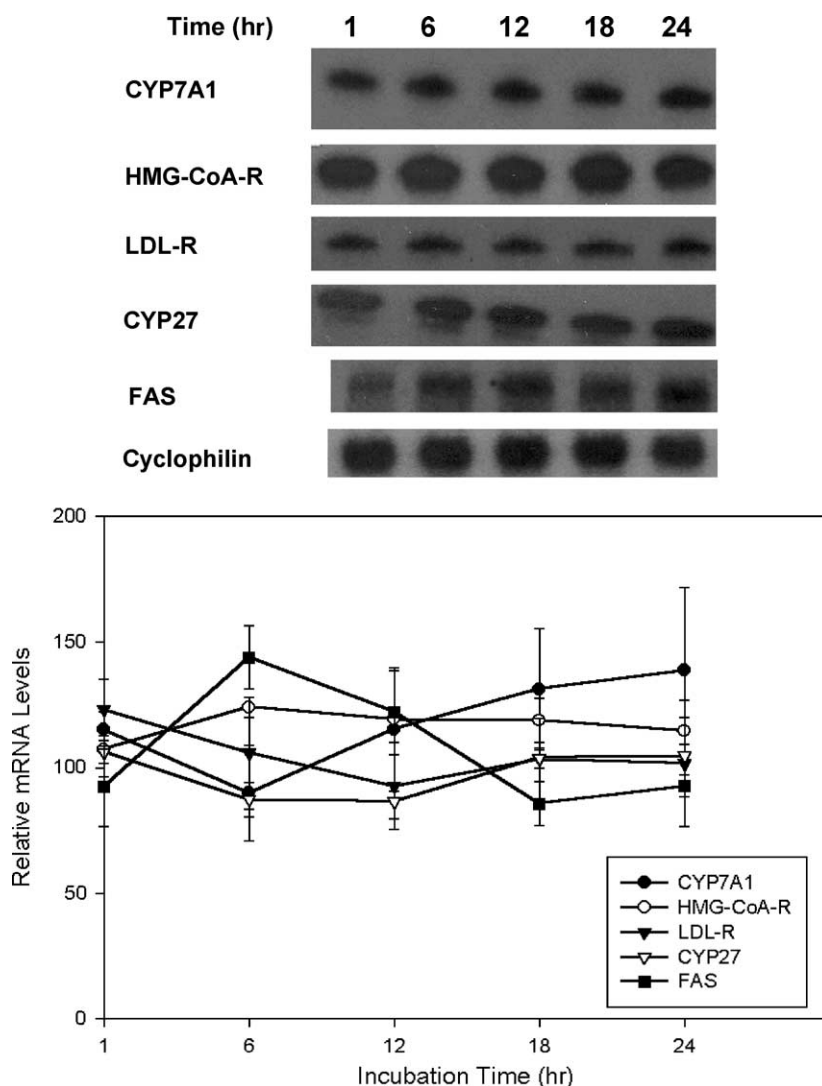 Time (hr) 1 6 12 18 24
CYP7A1
HMG-CoA-R
LDL-R
CYP27
FAS
Cyclophilin
200
150
100
50
0
Relative mRNA Levels
CYP7A1
HMG-CoA-R
LDL-R
CYP27
FAS
1 6 12 18 24
Incubation Time (hr)